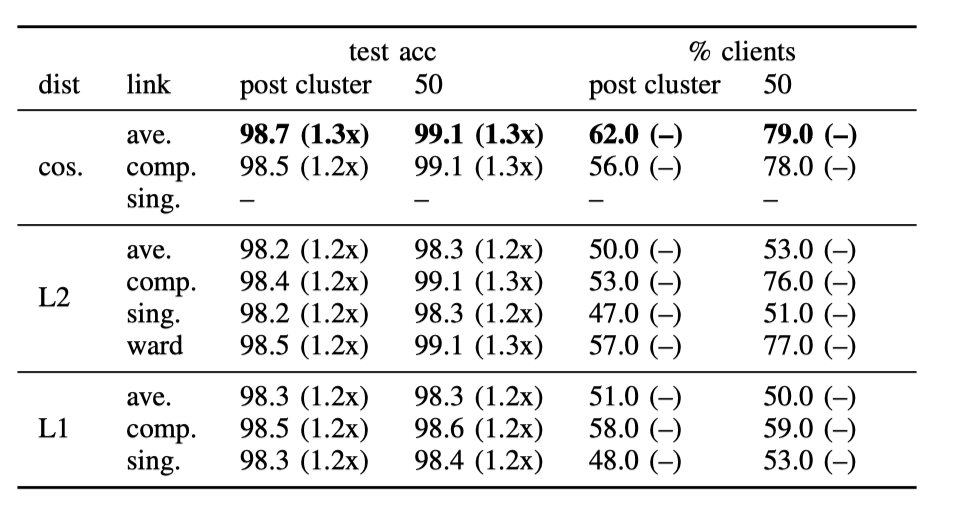 test acc % clients
dist link post cluster 50 post cluster 50
ave. 98.7 (1.3x) 99.1 (1.3x) 62.0 (–) 79.0 (–)
cos. comp. 98.5 (1.2x) 99.1 (1.3x) 56.0 (–) 78.0 (–)
sing. – – – –
ave. 98.2 (1.2x) 98.3 (1.2x) 50.0 (–) 53.0 (–)
comp. 98.4 (1.2x) 99.1 (1.3x) 53.0 (–) 76.0 (–)
L2
sing. 98.2 (1.2x) 98.3 (1.2x) 47.0 (–) 51.0 (–)
ward 98.5 (1.2x) 99.1 (1.3x) 57.0 (–) 77.0 (–)
ave. 98.3 (1.2x) 98.3 (1.2x) 51.0 (–) 50.0 (–)
L1 comp. 98.5 (1.2x) 98.6 (1.2x) 58.0 (–) 59.0 (–)
sing. 98.3 (1.2x) 98.4 (1.2x) 48.0 (–) 53.0 (–)